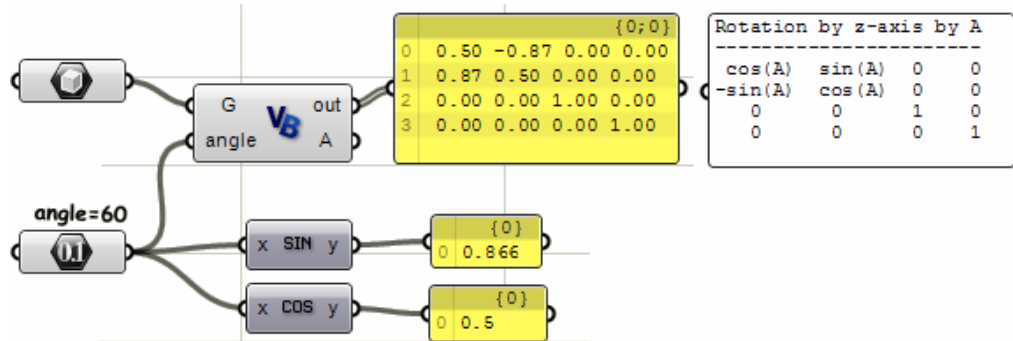 {0;0}
0 0.50 -0.87 0.00 0.00
1 0.87 0.50 0.00 0.00
2 0.00 0.00 1.00 0.00
3 0.00 0.00 0.00 1.00
Rotation by z-axis by A
-----------------------
cos(A) sin(A) 0 0
-sin(A) cos(A) 0 0
0 0 1 0
0 0 0 1
G VB out
angle A
angle=60
0.1
x SIN y
{0}
0 0.866
x COS y
{0}
0 0.5